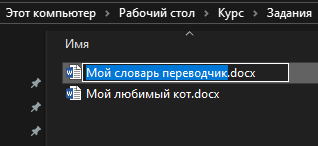 Этот компьютер > Рабочий стол > Курс > Задания
Имя
Мой словарь переводчик.docx
Мой любимый кот.docx